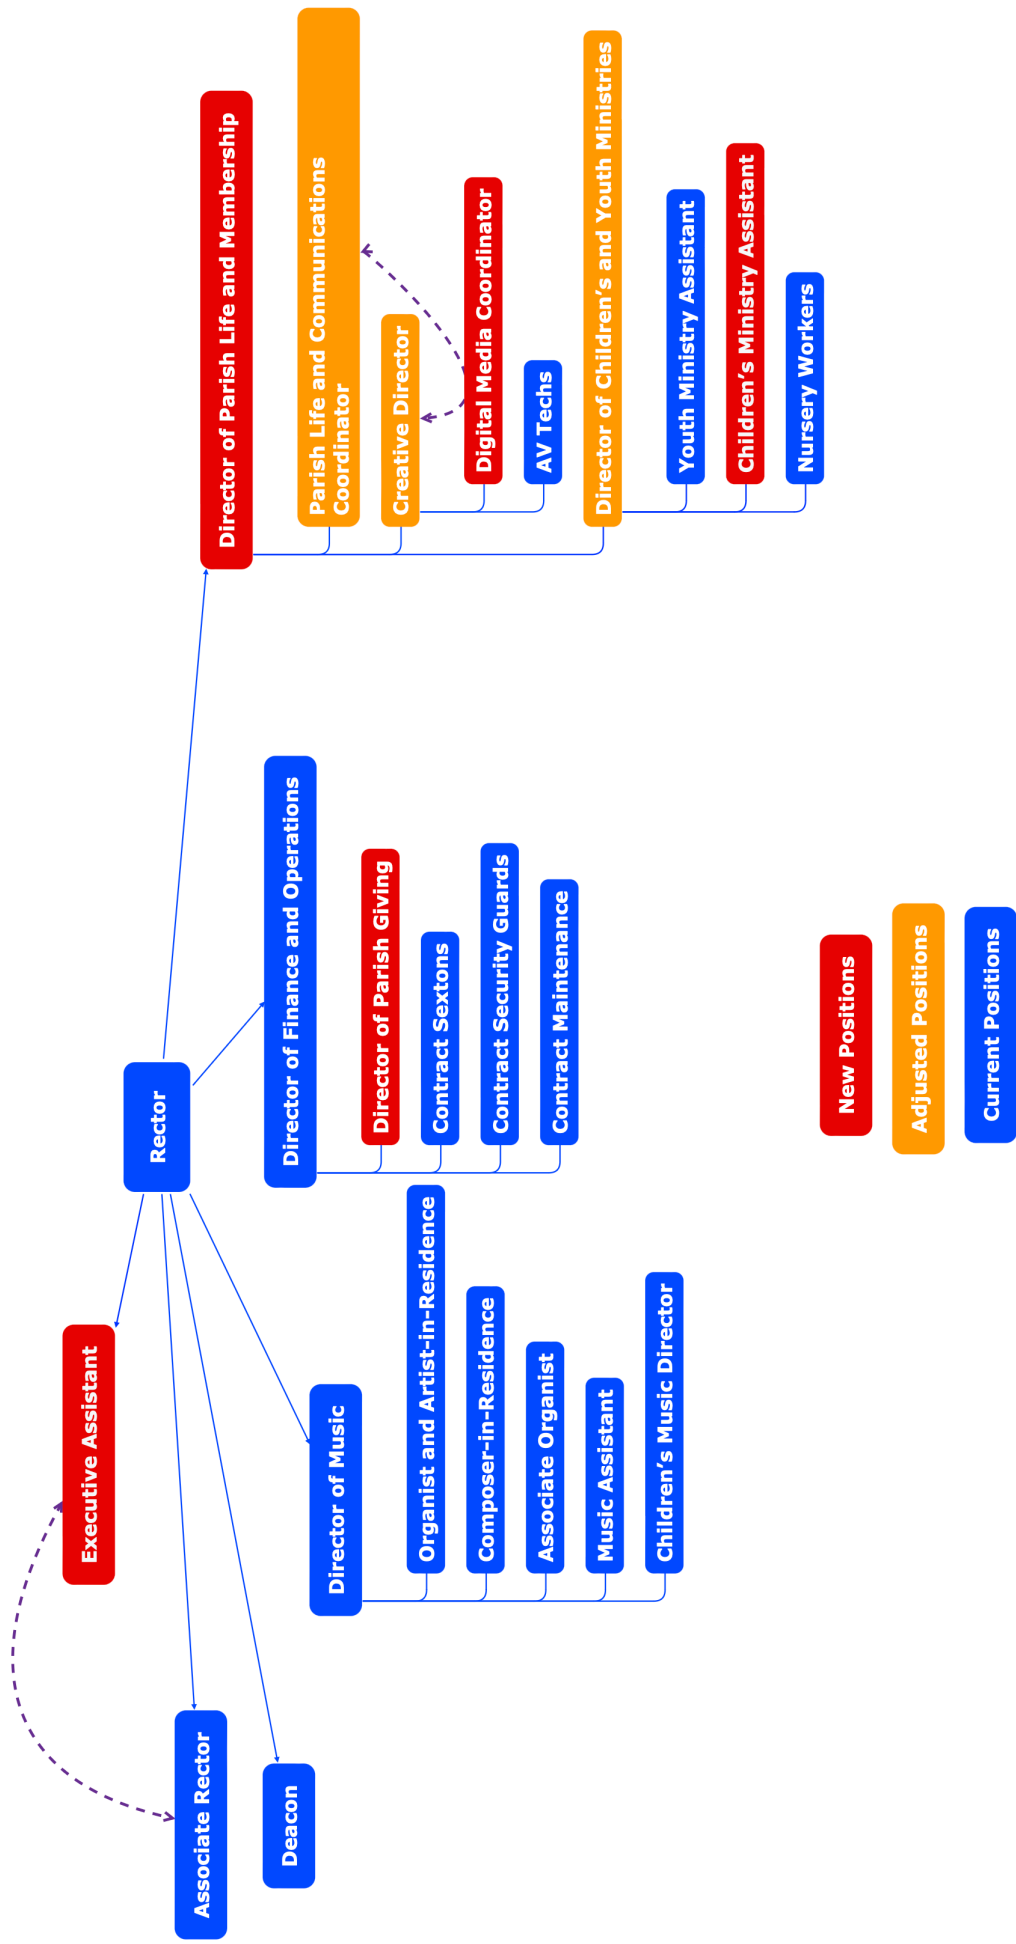 Rector
Executive Assistant
Associate Rector
Deacon
Director of Music
Organist and Artist-in-Residence
Composer-in-Residence
Associate Organist
Music Assistant
Children’s Music Director
Director of Finance and Operations
Director of Parish Giving
Contract Sextons
Contract Security Guards
Contract Maintenance
Director of Parish Life and Membership
Parish Life and Communications
Coordinator
Creative Director
Digital Media Coordinator
AV Techs
Director of Children’s and Youth Ministries
Youth Ministry Assistant
Children’s Ministry Assistant
Nursery Workers
New Positions
Adjusted Positions
Current Positions